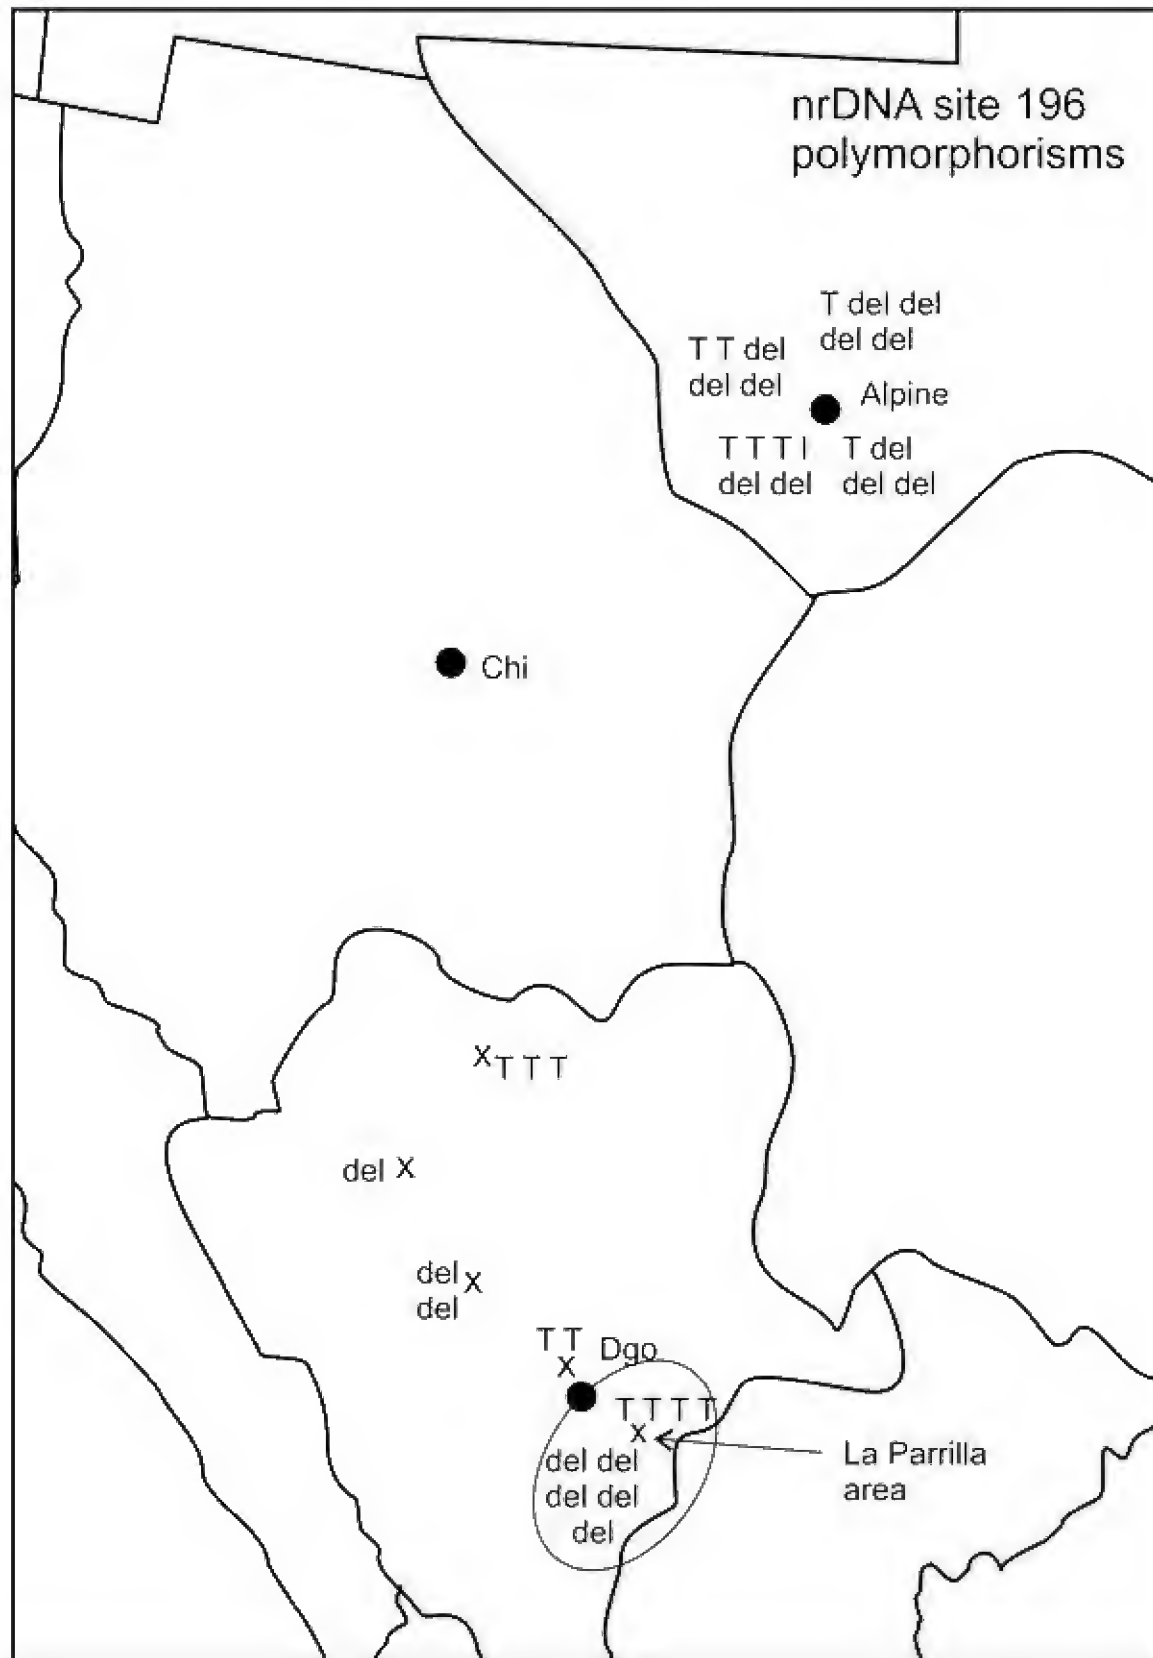 nrDNA site 196
polymorphorisms
T del del
del del
T T del
del del
Alpine
T T T I
del del
T del
del del
Chi
X T T T
del X
del X
del
T T
X
Dgo
T T T T
X
del del
del del
del
La Parrilla
area